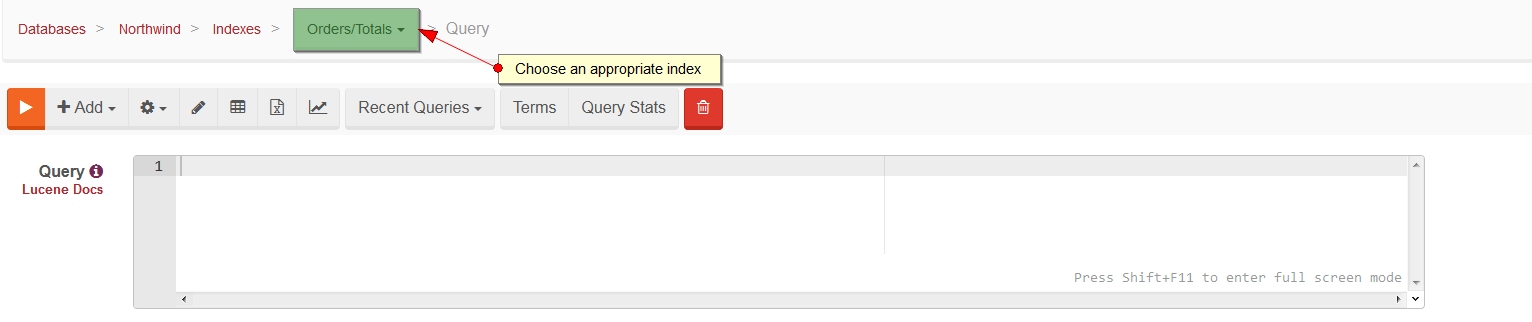 Databases > Northwind > Indexes > Orders/Totals > Query
Choose an appropriate index
Add Recent Queries Terms Query Stats
Query 1
Lucene Docs
Press Shift+F11 to enter full screen mode